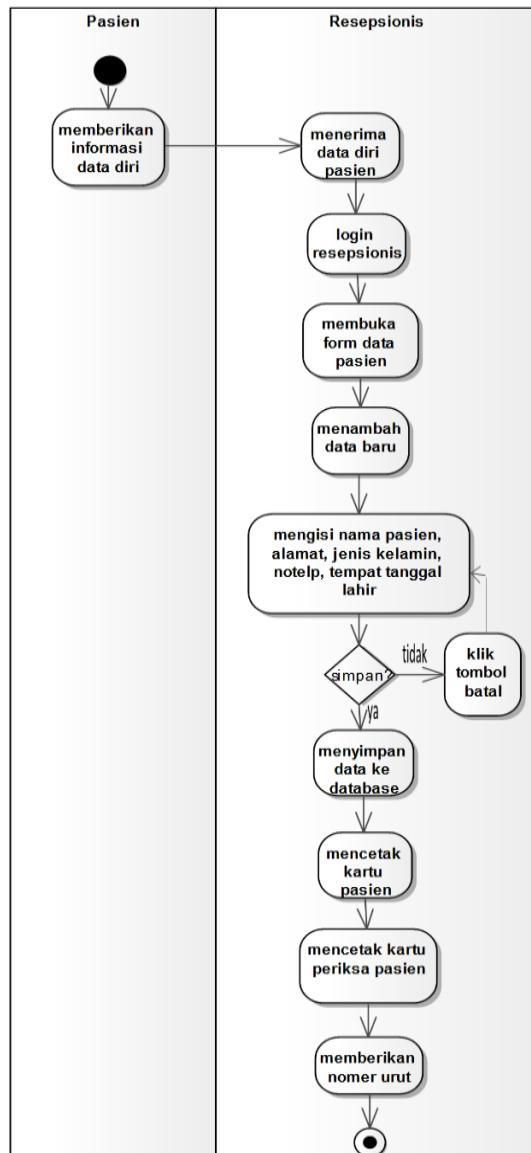 Pasien
Resepsionis
memberikan
informasi
data diri
menerima
data diri
pasien
login
resepsionis
membuka
form data
pasien
menambah
data baru
mengisi nama pasien,
alamat, jenis kelamin,
notelp, tempat tanggal
lahir
simpan?
tidak
klik
tombol
batal
ya
menyimpan
data ke
database
mencetak
kartu
pasien
mencetak kartu
periksa pasien
memberikan
nomer urut